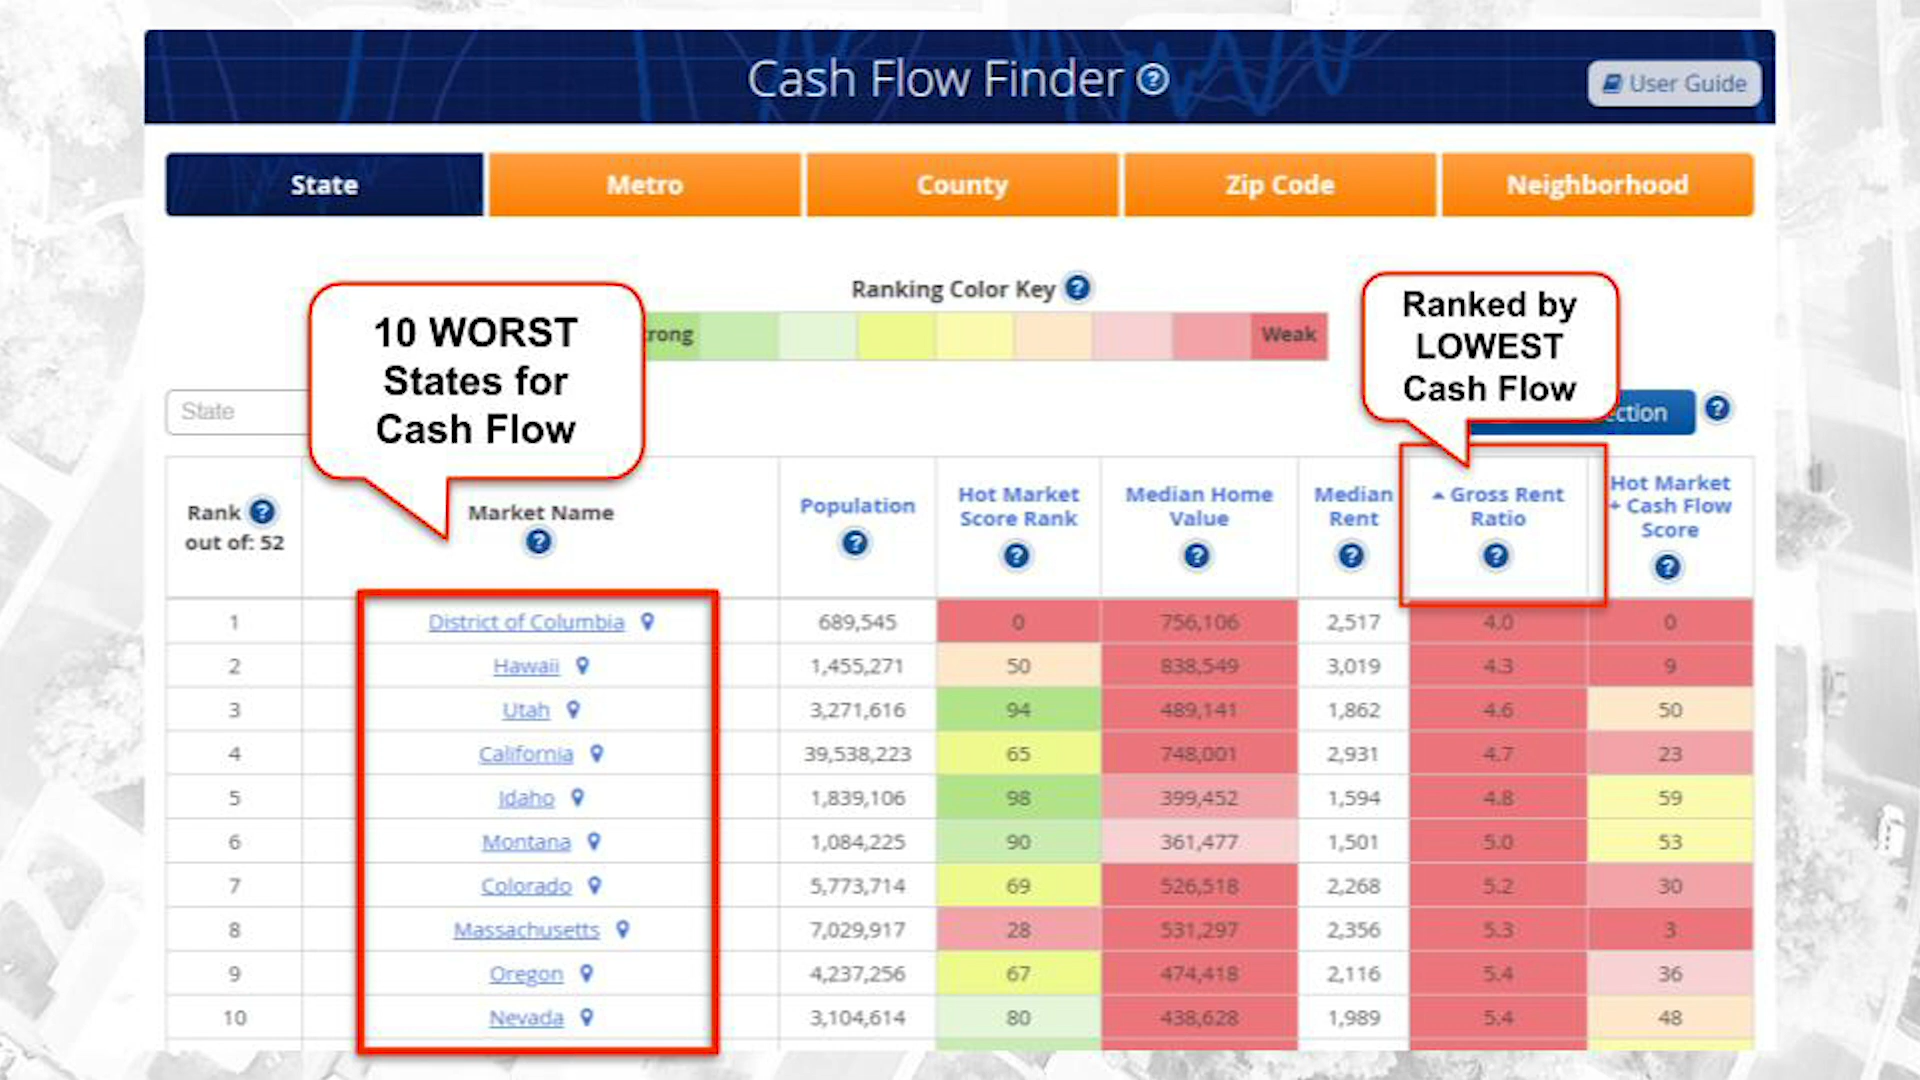 Cash Flow Finder ?
User Guide
State Metro County Zip Code Neighborhood
Ranking Color Key ?
trong Weak
10 WORST
States for
Cash Flow
Ranked by
LOWEST
Cash Flow
State
ction ?
Rank ?
out of: 52
Market Name
?
Population
?
Hot Market
Score Rank
?
Median Home
Value
?
Median
Rent
?
Gross Rent
Ratio
?
Hot Market
+ Cash Flow
Score
?
1 District of Columbia 689,545 0 756,106 2,517 4.0 0
2 Hawaii 1,455,271 50 838,549 3,019 4.3 9
3 Utah 3,271,616 94 489,141 1,862 4.6 50
4 California 39,538,223 65 748,001 2,931 4.7 23
5 Idaho 1,839,106 98 399,452 1,594 4.8 59
6 Montana 1,084,225 90 361,477 1,501 5.0 53
7 Colorado 5,773,714 69 526,518 2,268 5.2 30
8 Massachusetts 7,029,917 28 531,297 2,356 5.3 3
9 Oregon 4,237,256 67 474,418 2,116 5.4 36
10 Nevada 3,104,614 80 438,628 1,989 5.4 48